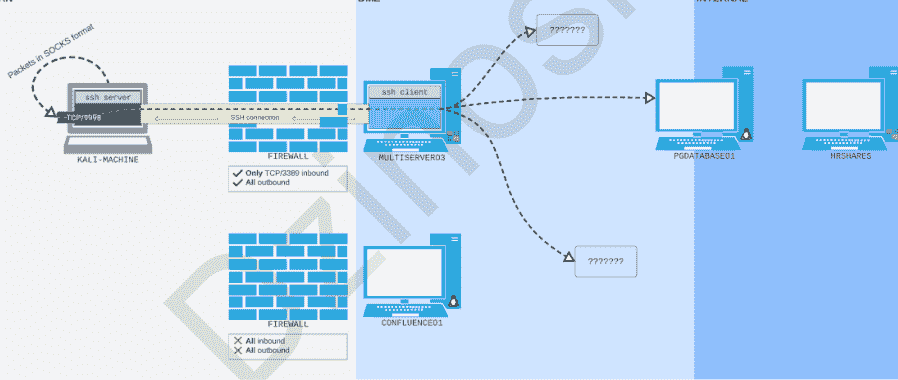 INTERNAL
???????
Packets in SOCKS format
ssh server
TCP/9998
SSH connection
ssh client
KALI-MACHINE
FIREWALL
MULTISERVER03
PGDATABASE01
HRSHARES
Only TCP/3389 inbound
All outbound
???????
FIREWALL
CONFLUENCE01
All inbound
All outbound